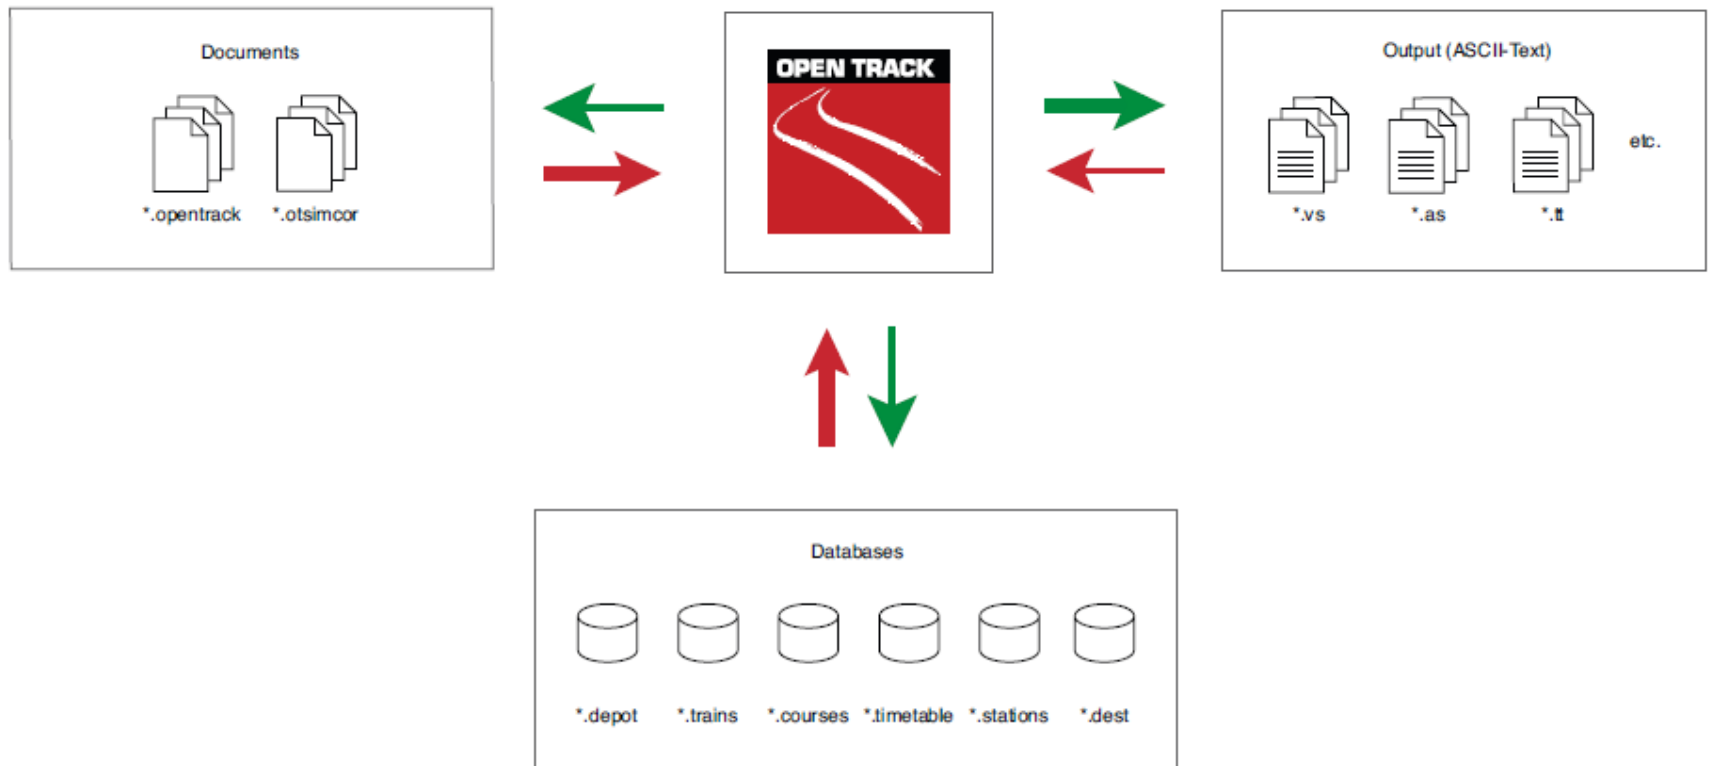 Documents
*.opentrack
*.otsimcor
OPEN TRACK
Output (ASCII-Text)
*.vs
*.as
*.tt
etc.
Databases
*.depot
*.trains
*.courses
*.timetable
*.stations
*.dest